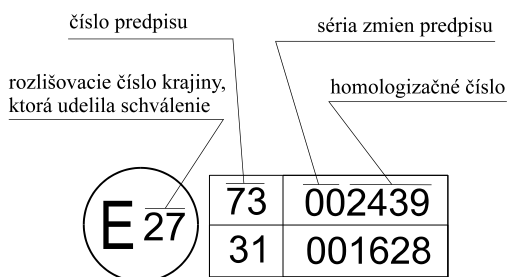 číslo predpisu
séria zmien predpisu
rozlišovacie číslo krajiny,
ktorá udelila schválenie
homologizačné číslo
E 27
73 002439
31 001628